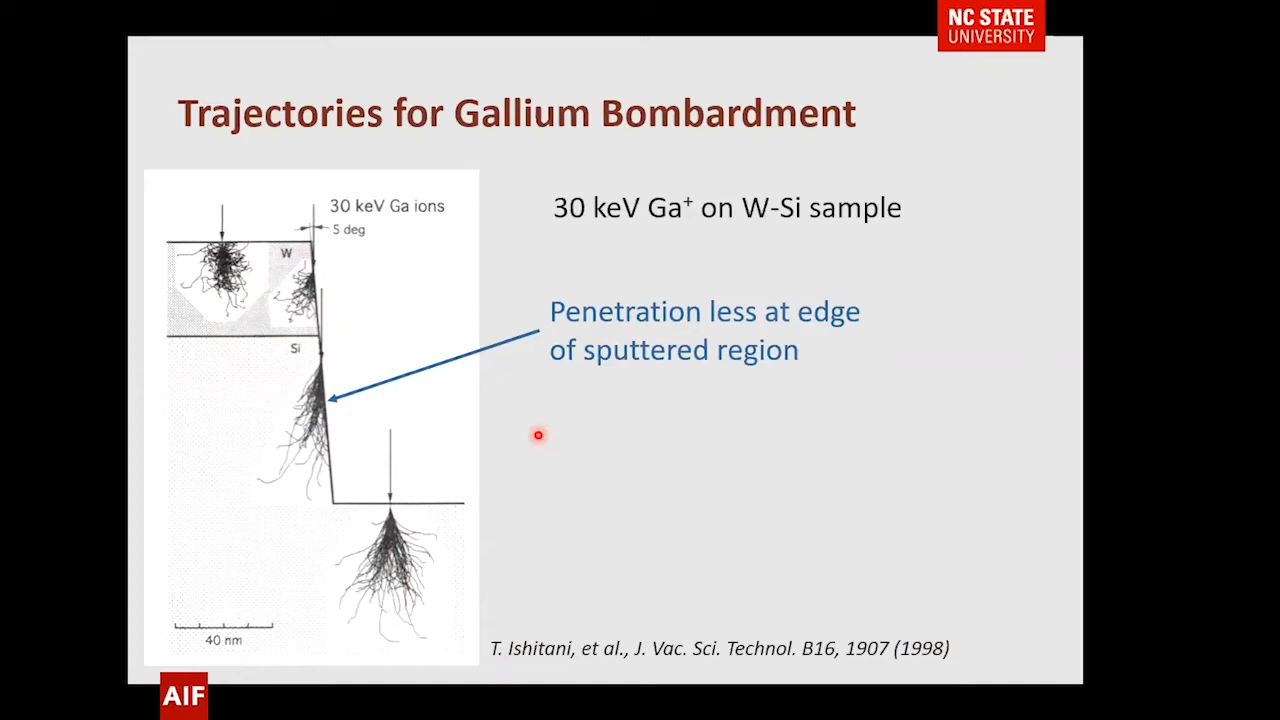 NC STATE
UNIVERSITY
Trajectories for Gallium Bombardment
30 keV Ga ions
5 deg
W
Si
40 nm
30 keV Ga⁺ on W-Si sample
Penetration less at edge
of sputtered region
T. Ishitani, et al., J. Vac. Sci. Technol. B16, 1907 (1998)
AIF